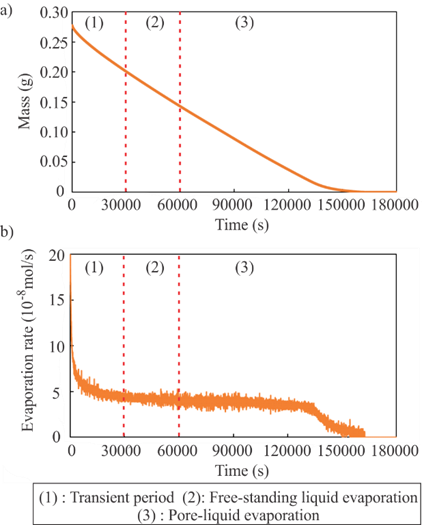 a)
0.30
0.25
0.20
0.15
0.10
0.05
0
Mass (g)
(1) (2) (3)
0 30000 60000 90000 120000 150000 180000
Time (s)
b)
20
15
10
5
0
Evaporation rate (10⁻⁸mol/s)
(1) (2) (3)
0 30000 60000 90000 120000 150000 180000
Time (s)
(1) : Transient period (2): Free-standing liquid evaporation
(3) : Pore-liquid evaporation